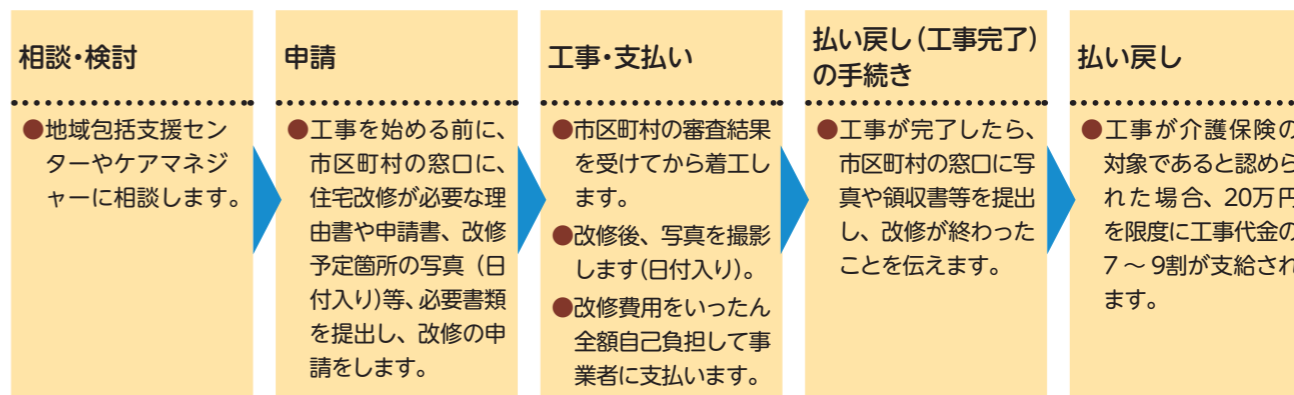 相談・検討
●地域包括支援セン
ターやケアマネジ
ャーに相談します。
申請
●工事を始める前に、
市区町村の窓口に、
住宅改修が必要な理
由書や申請書、改修
予定箇所の写真（日
付入り)等、必要書類
を提出し、改修の申
請をします。
工事・支払い
●市区町村の審査結果
を受けてから着工し
ます。
●改修後、写真を撮影
します(日付入り)。
●改修費用をいったん
全額自己負担して事
業者に支払います。
払い戻し(工事完了)
の手続き
●工事が完了したら、
市区町村の窓口に写
真や領収書等を提出
し、改修が終わった
ことを伝えます。
払い戻し
●工事が介護保険の
対象であると認めら
れた場合、20万円
を限度に工事代金の
7～9割が支給され
ます。